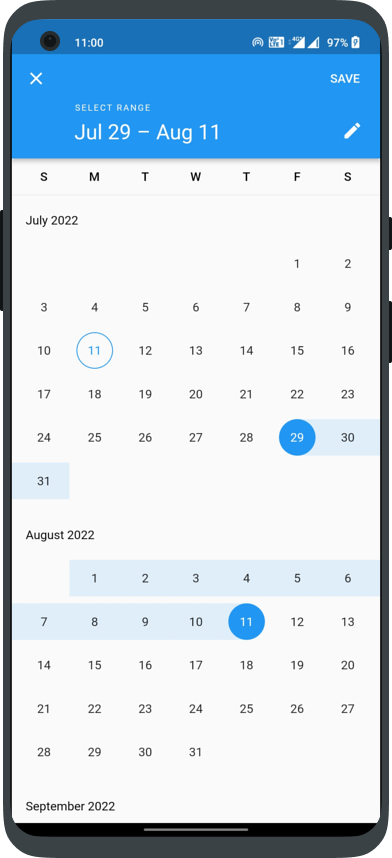 11:00 4G 97%
SAVE
SELECT RANGE
Jul 29 – Aug 11
S M T W T F S
July 2022
1 2
3 4 5 6 7 8 9
10 11 12 13 14 15 16
17 18 19 20 21 22 23
24 25 26 27 28 29 30
31
August 2022
1 2 3 4 5 6
7 8 9 10 11 12 13
14 15 16 17 18 19 20
21 22 23 24 25 26 27
28 29 30 31
September 2022